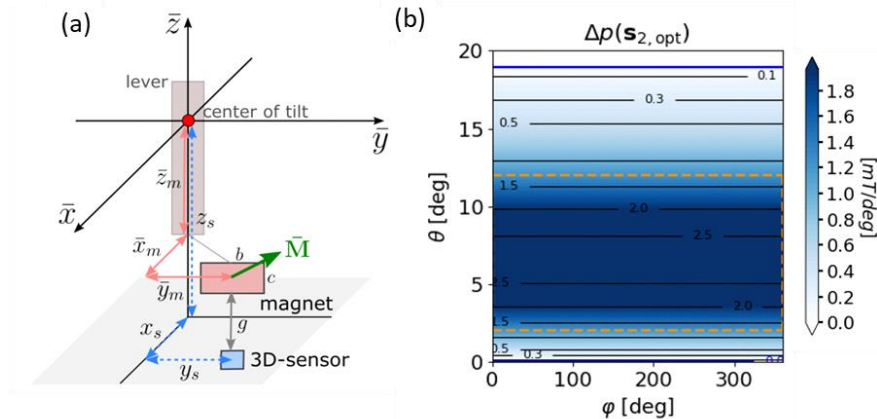 (a)
z̄
lever
center of tilt
ȳ
z̄ₘ
x̄
zₛ
x̄ₘ
b
M̄
c
ȳₘ
magnet
xₛ
g
3D-sensor
yₛ
(b)
Δp(s₂,ₒₚₜ)
20
15
10
5
0
θ [deg]
0.1
0.3
0.5
1.5
2.0
2.5
2.5
2.0
1.5
0.5
0.3
0.0
0 100 200 300
φ [deg]
1.8
1.6
1.4
1.2
1.0
0.8
0.6
0.4
0.2
0.0
[mT/deg]